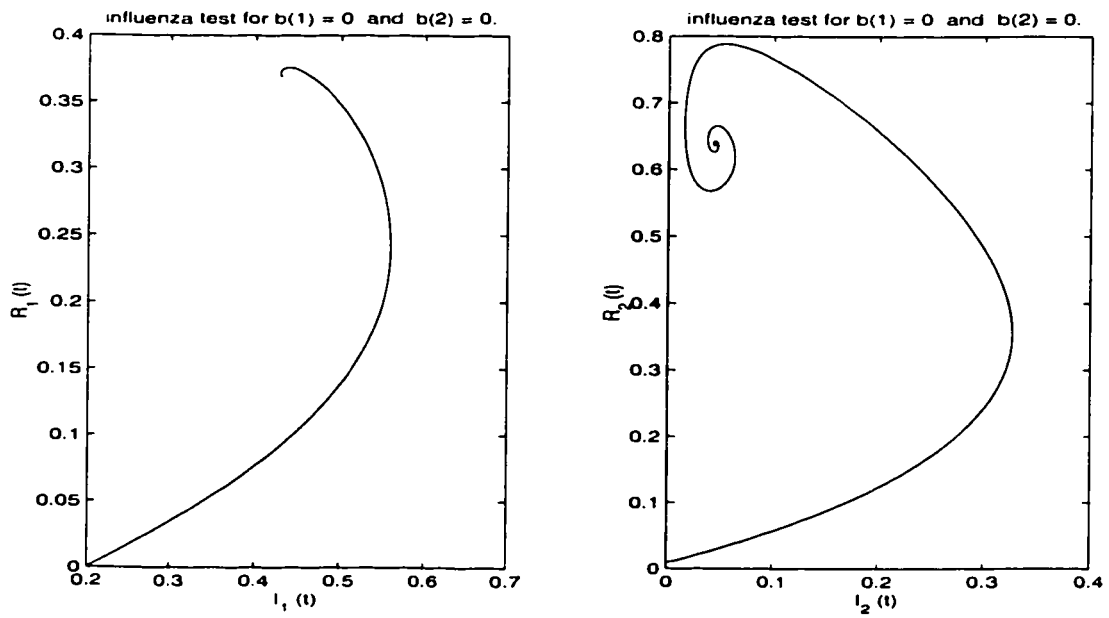 influenza test for b(1) = 0 and b(2) = 0.
0.4
0.35
0.3
0.25
0.2
0.15
0.1
0.05
0
R1 (t)
0.2 0.3 0.4 0.5 0.6 0.7
I1 (t)
influenza test for b(1) = 0 and b(2) = 0.
0.8
0.7
0.6
0.5
0.4
0.3
0.2
0.1
0
R2 (t)
0 0.1 0.2 0.3 0.4
I2 (t)